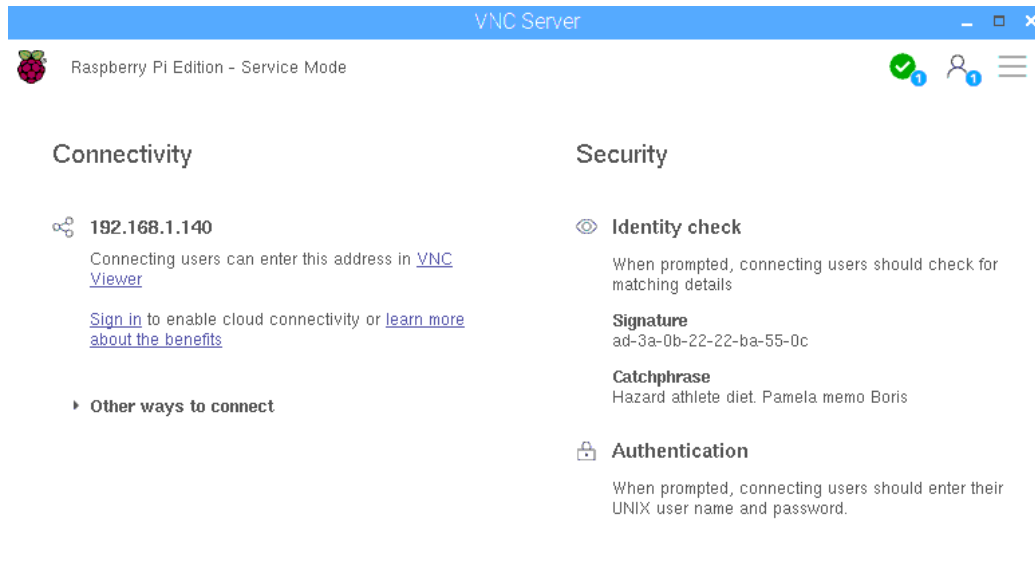 VNC Server
Raspberry Pi Edition - Service Mode
1
1
Connectivity
192.168.1.140
Connecting users can enter this address in VNC
Viewer
Sign in to enable cloud connectivity or learn more
about the benefits
Other ways to connect
Security
Identity check
When prompted, connecting users should check for
matching details
Signature
ad-3a-0b-22-22-ba-55-0c
Catchphrase
Hazard athlete diet. Pamela memo Boris
Authentication
When prompted, connecting users should enter their
UNIX user name and password.